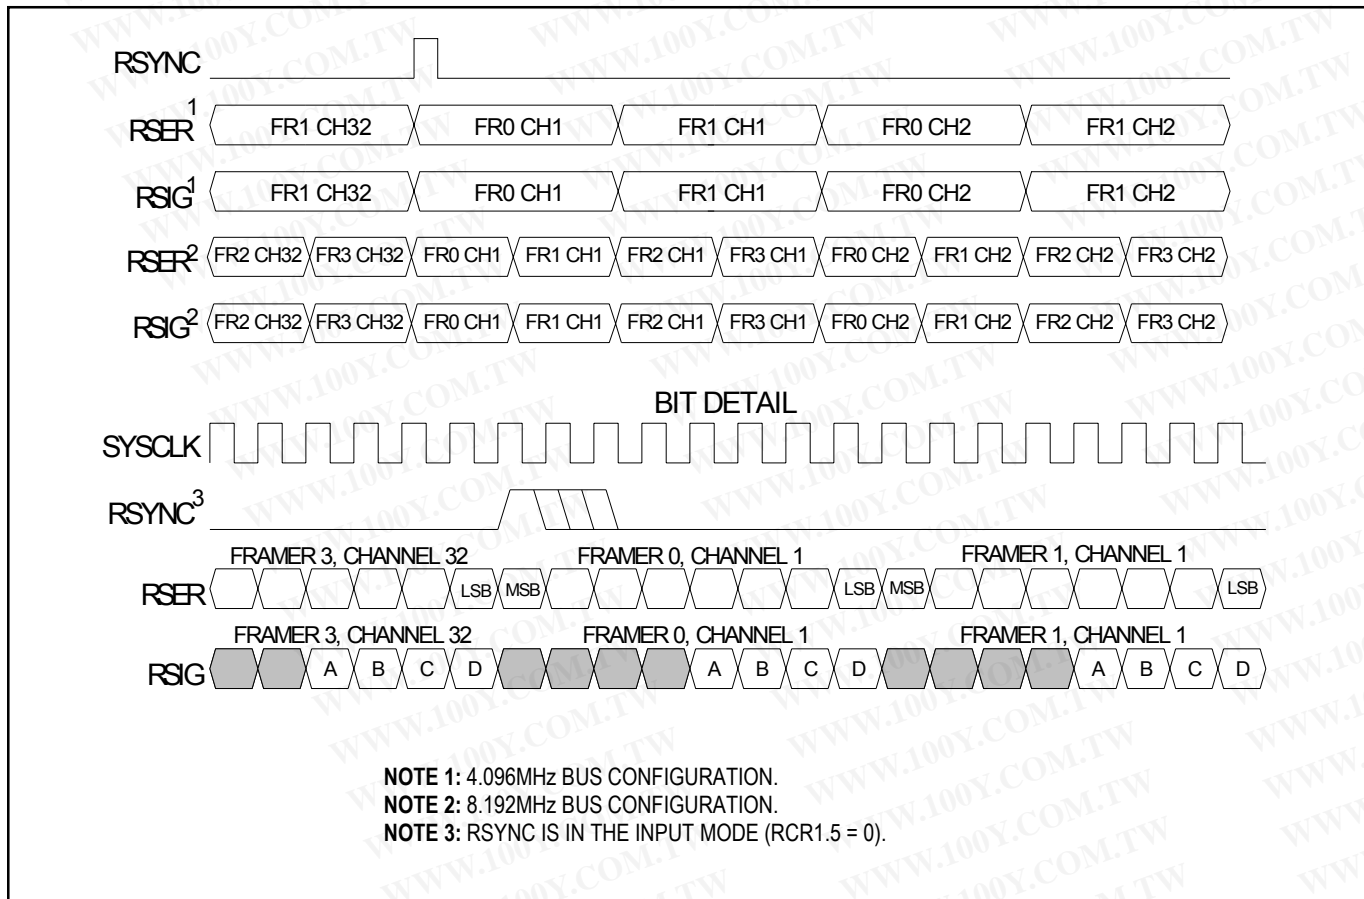 RSYNC
RSER1 FR1 CH32 FR0 CH1 FR1 CH1 FR0 CH2 FR1 CH2
RSIG1 FR1 CH32 FR0 CH1 FR1 CH1 FR0 CH2 FR1 CH2
RSER2 FR2 CH32 FR3 CH32 FR0 CH1 FR1 CH1 FR2 CH1 FR3 CH1 FR0 CH2 FR1 CH2 FR2 CH2 FR3 CH2
RSIG2 FR2 CH32 FR3 CH32 FR0 CH1 FR1 CH1 FR2 CH1 FR3 CH1 FR0 CH2 FR1 CH2 FR2 CH2 FR3 CH2
BIT DETAIL
SYSCLK
RSYNC3
FRAMER 3, CHANNEL 32 FRAMER 0, CHANNEL 1 FRAMER 1, CHANNEL 1
RSER LSB MSB LSB MSB LSB
FRAMER 3, CHANNEL 32 FRAMER 0, CHANNEL 1 FRAMER 1, CHANNEL 1
RSIG A B C D A B C D A B C D
NOTE 1: 4.096MHz BUS CONFIGURATION.
NOTE 2: 8.192MHz BUS CONFIGURATION.
NOTE 3: RSYNC IS IN THE INPUT MODE (RCR1.5 = 0).
WWW.100Y.COM.TW